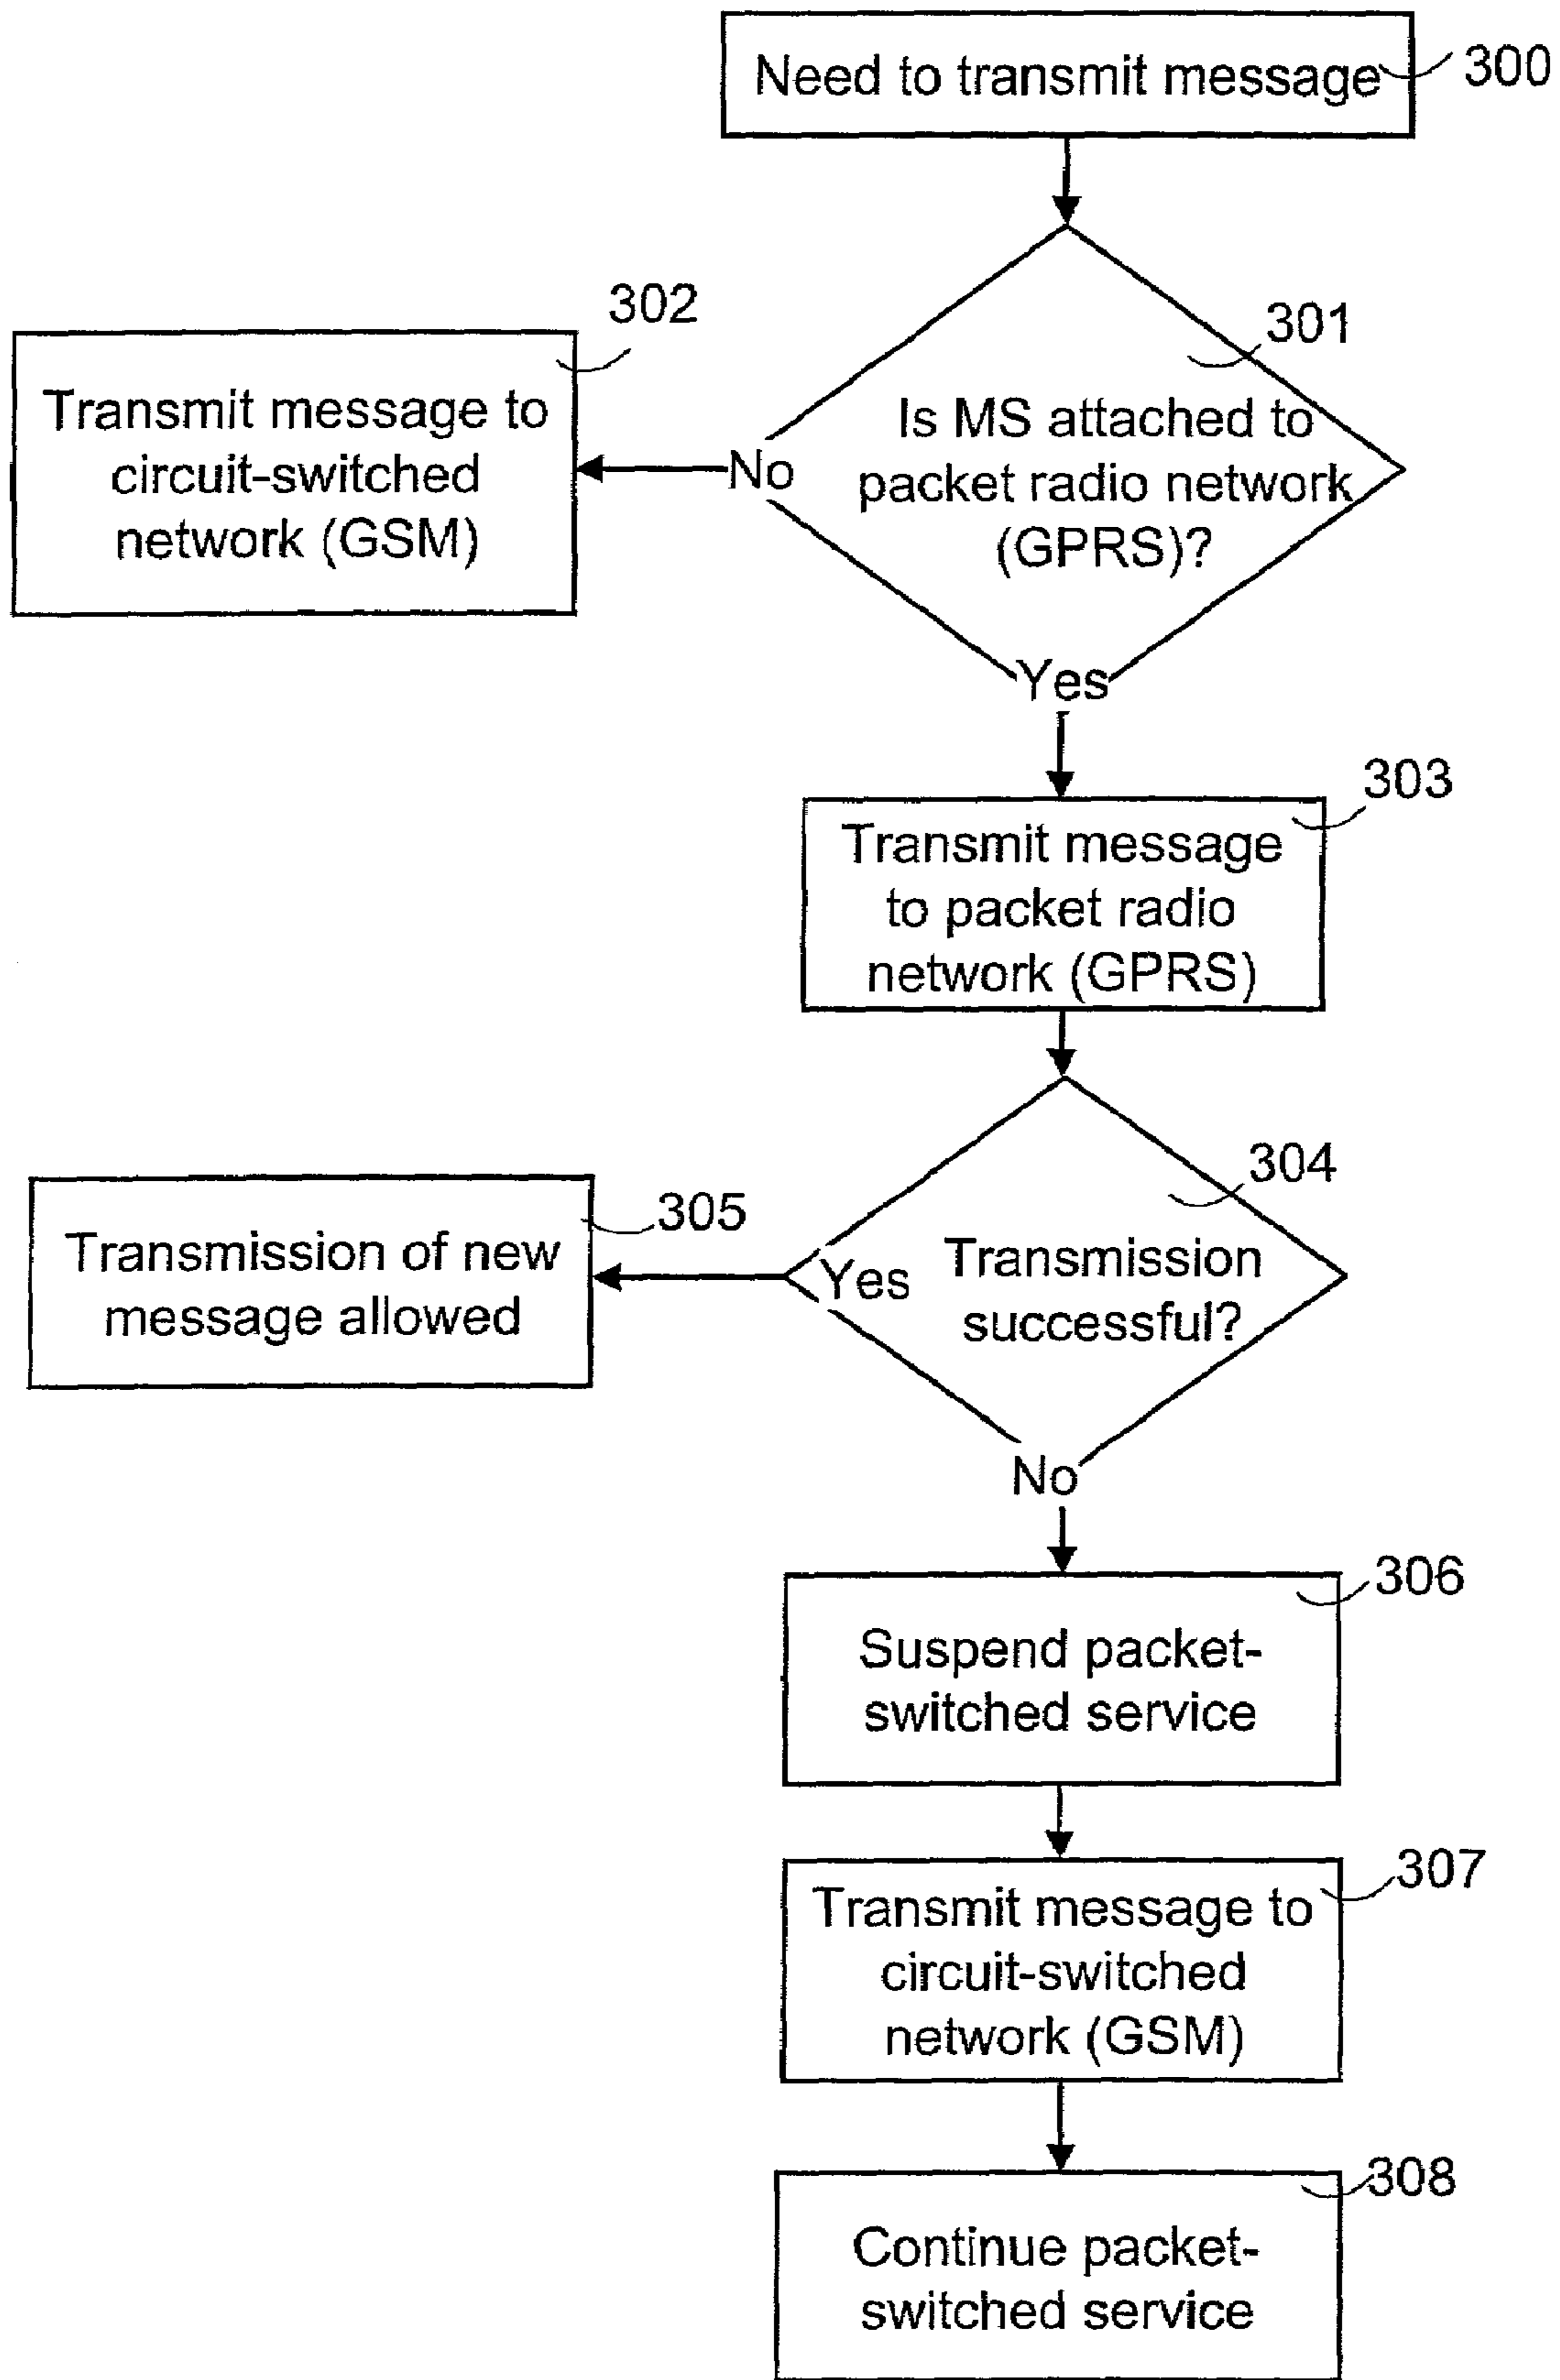 Need to transmit message
300
301
Is MS attached to
packet radio network
(GPRS)?
No
Yes
302
Transmit message to
circuit-switched
network (GSM)
303
Transmit message
to packet radio
network (GPRS)
304
Transmission
successful?
Yes
No
305
Transmission of new
message allowed
306
Suspend packet-
switched service
307
Transmit message to
circuit-switched
network (GSM)
308
Continue packet-
switched service